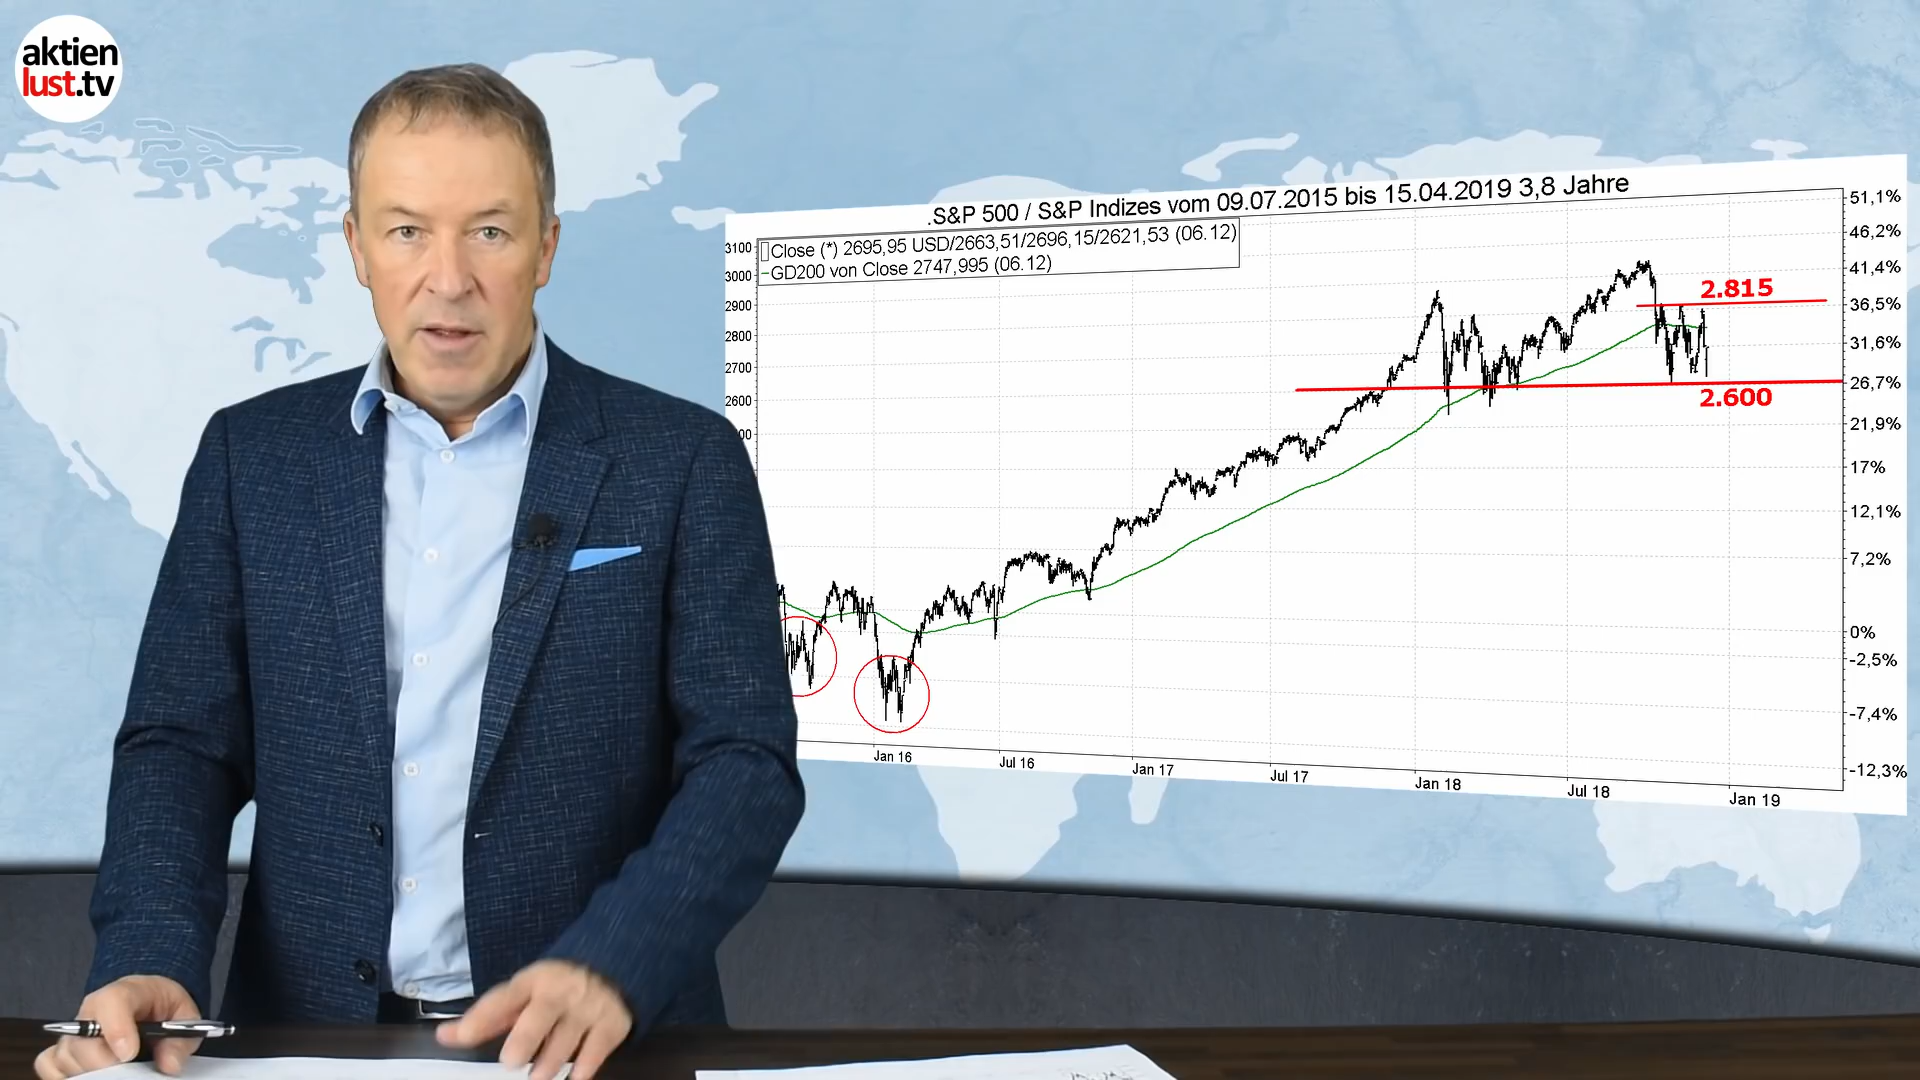 aktien
lust.tv
.S&P 500 / S&P Indizes vom 09.07.2015 bis 15.04.2019 3,8 Jahre
Close (*) 2695,95 USD/2663,51/2696,15/2621,53 (06.12)
GD200 von Close 2747,995 (06.12)
3100
3000
2900
2800
2700
2600
00
51,1%
46,2%
41,4%
36,5%
31,6%
26,7%
21,9%
17%
12,1%
7,2%
0%
-2,5%
-7,4%
-12,3%
2.815
2.600
Jan 16
Jul 16
Jan 17
Jul 17
Jan 18
Jul 18
Jan 19